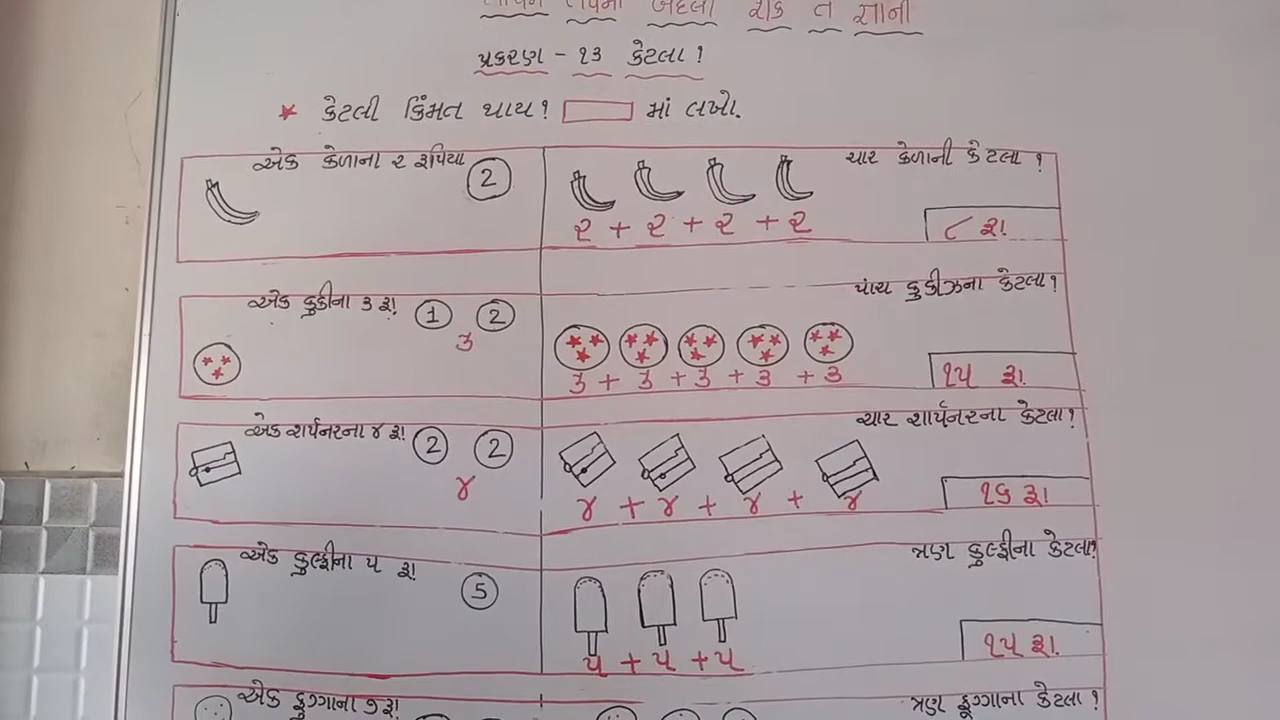 પ્રકરણ - ૧૩ કેટલા?
* કેટલી કિંમત થાય? માં લખો.
એક કેળાના ૨ રૂપિયા
2
ચાર કેળાની કેટલા?
૨ + ૨ + ૨ + ૨
૮ રૂા
એક કુકીના ૩ રૂા
1 2
૩
પાંચ કુકીઝના કેટલા?
૩ + ૩ + ૩ + ૩ + ૩
૧૫ રૂા
એક શાર્પનરના ૪ રૂા
2 2
૪
ચાર શાર્પનરના કેટલા?
૪ + ૪ + ૪ + ૪
૧૬ રૂા
એક કુલ્ફીના ૫ રૂા
5
ત્રણ કુલ્ફીના કેટલા?
૫ + ૫ + ૫
૧૫ રૂા
એક ફુગ્ગાના ૭ રૂા
ત્રણ ફૂગ્ગાના કેટલા?